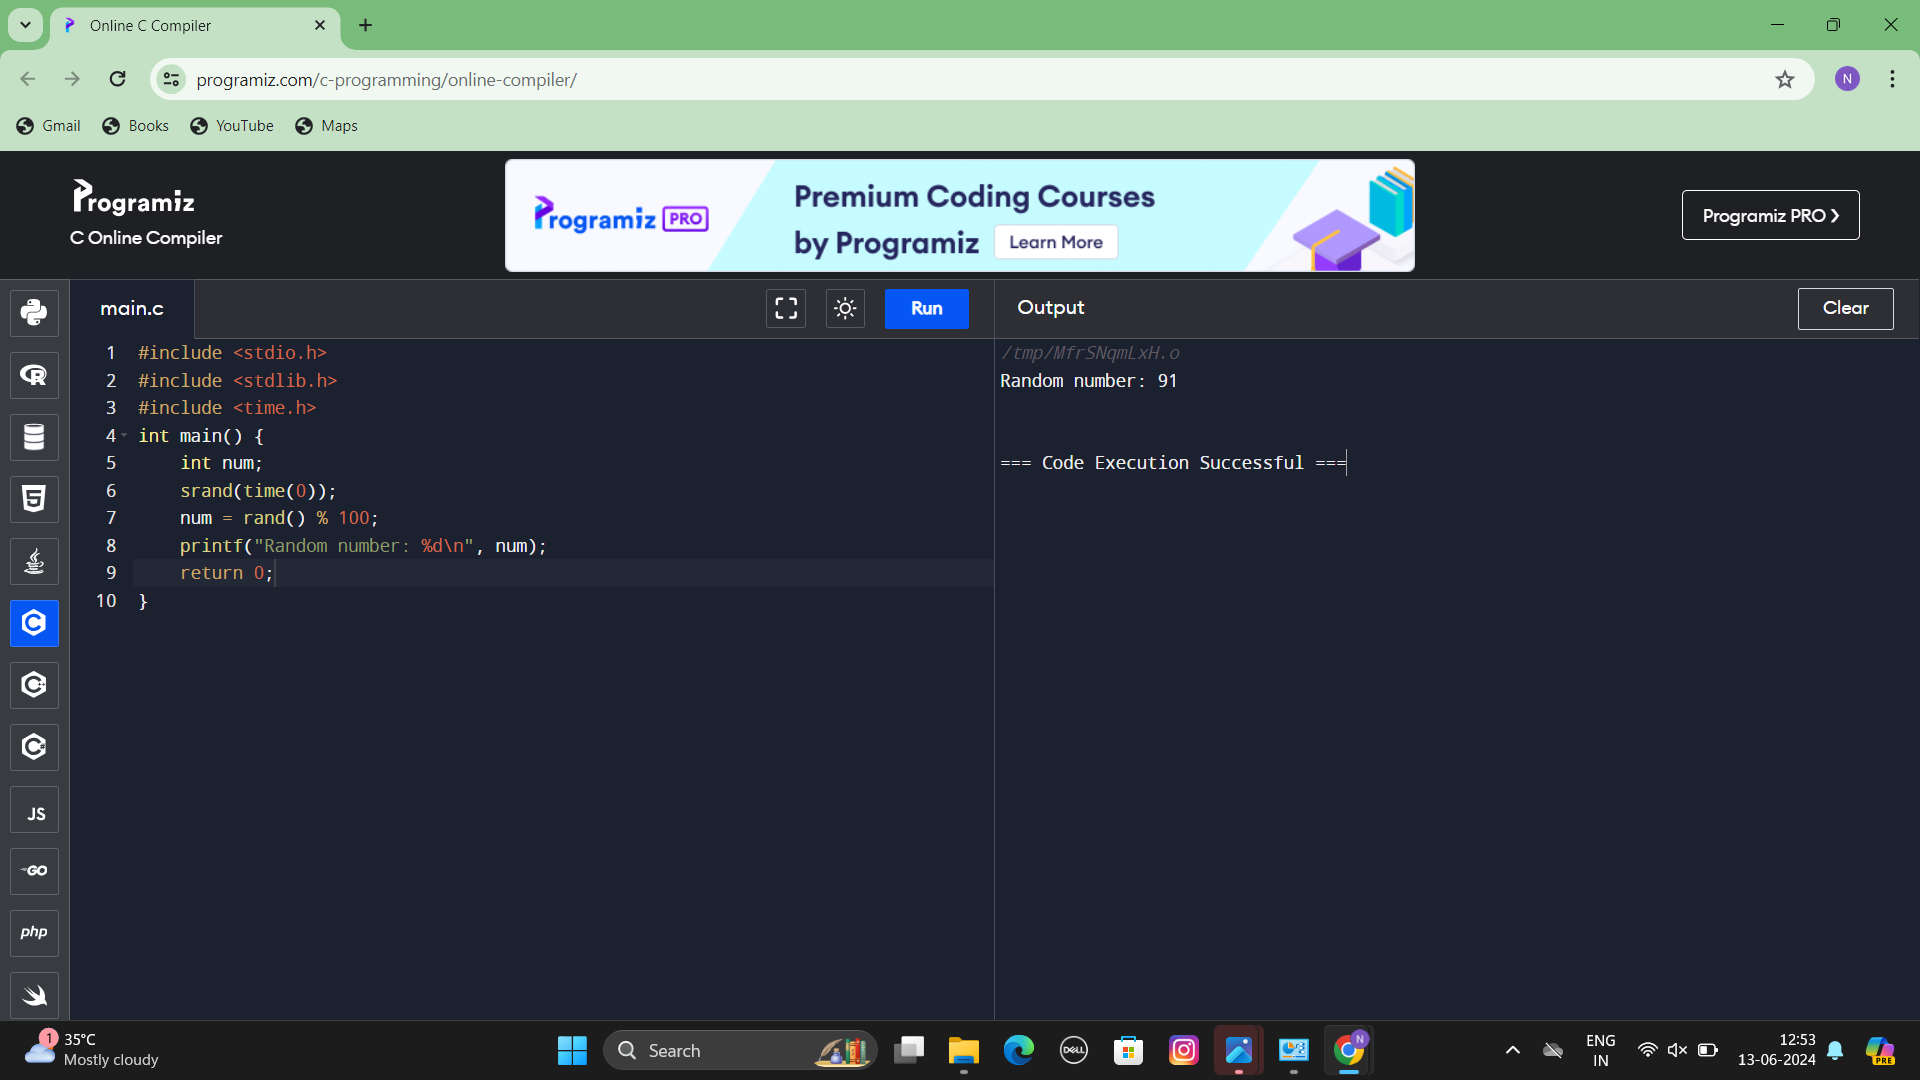 Online C Compiler
programiz.com/c-programming/online-compiler/
N
Gmail
Books
YouTube
Maps
Programiz
C Online Compiler
Programiz PRO
Premium Coding Courses
by Programiz
Learn More
Programiz PRO ❯
main.c
Run
Output
Clear
1 #include <stdio.h>
2 #include <stdlib.h>
3 #include <time.h>
4 int main() {
5     int num;
6     srand(time(0));
7     num = rand() % 100;
8     printf("Random number: %d\n", num);
9     return 0;
10 }
/tmp/MfrSNqmLxH.o
Random number: 91
=== Code Execution Successful ===
R
5
C
C
C
JS
GO
php
1
35°C
Mostly cloudy
Search
DELL
N
ENG
IN
12:53
13-06-2024
PRE